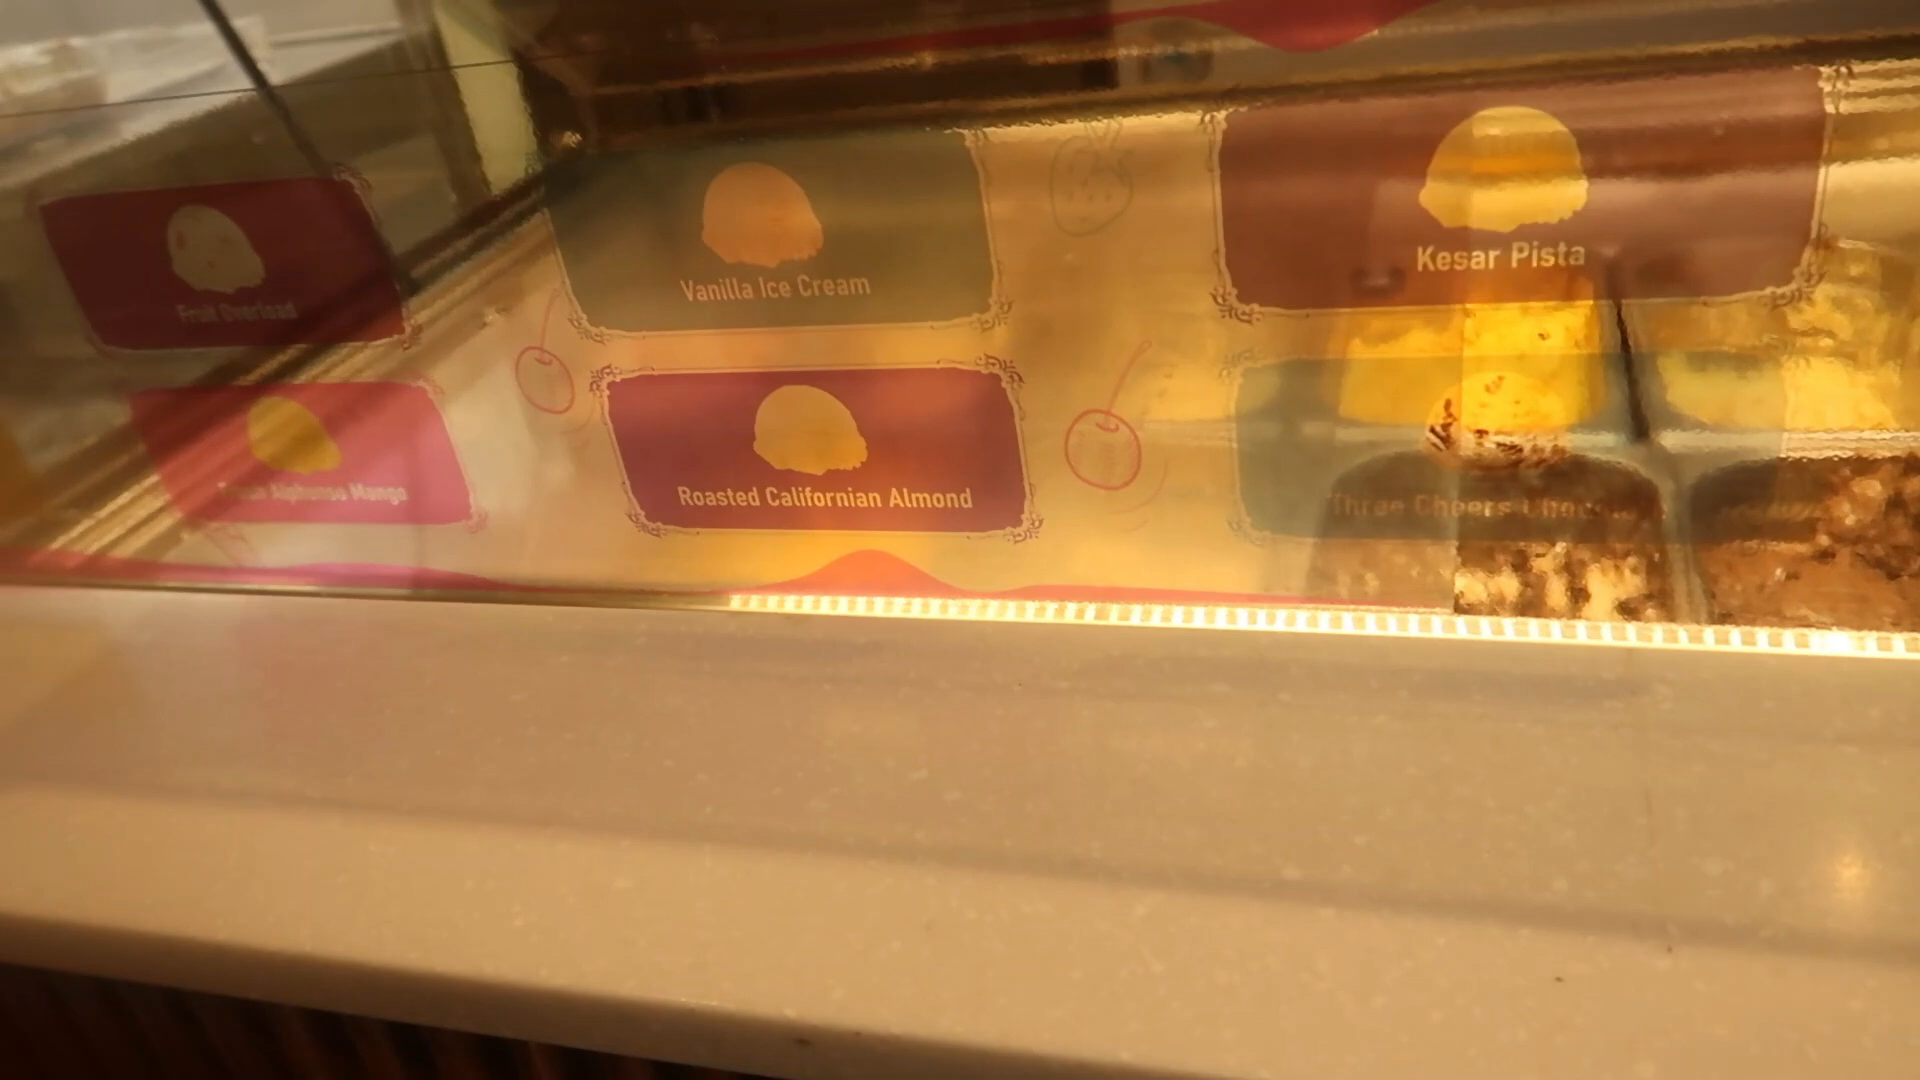 Fruit Overload
Vanilla Ice Cream
Kesar Pista
Alphonso Mango
Roasted Californian Almond
Three Cheers